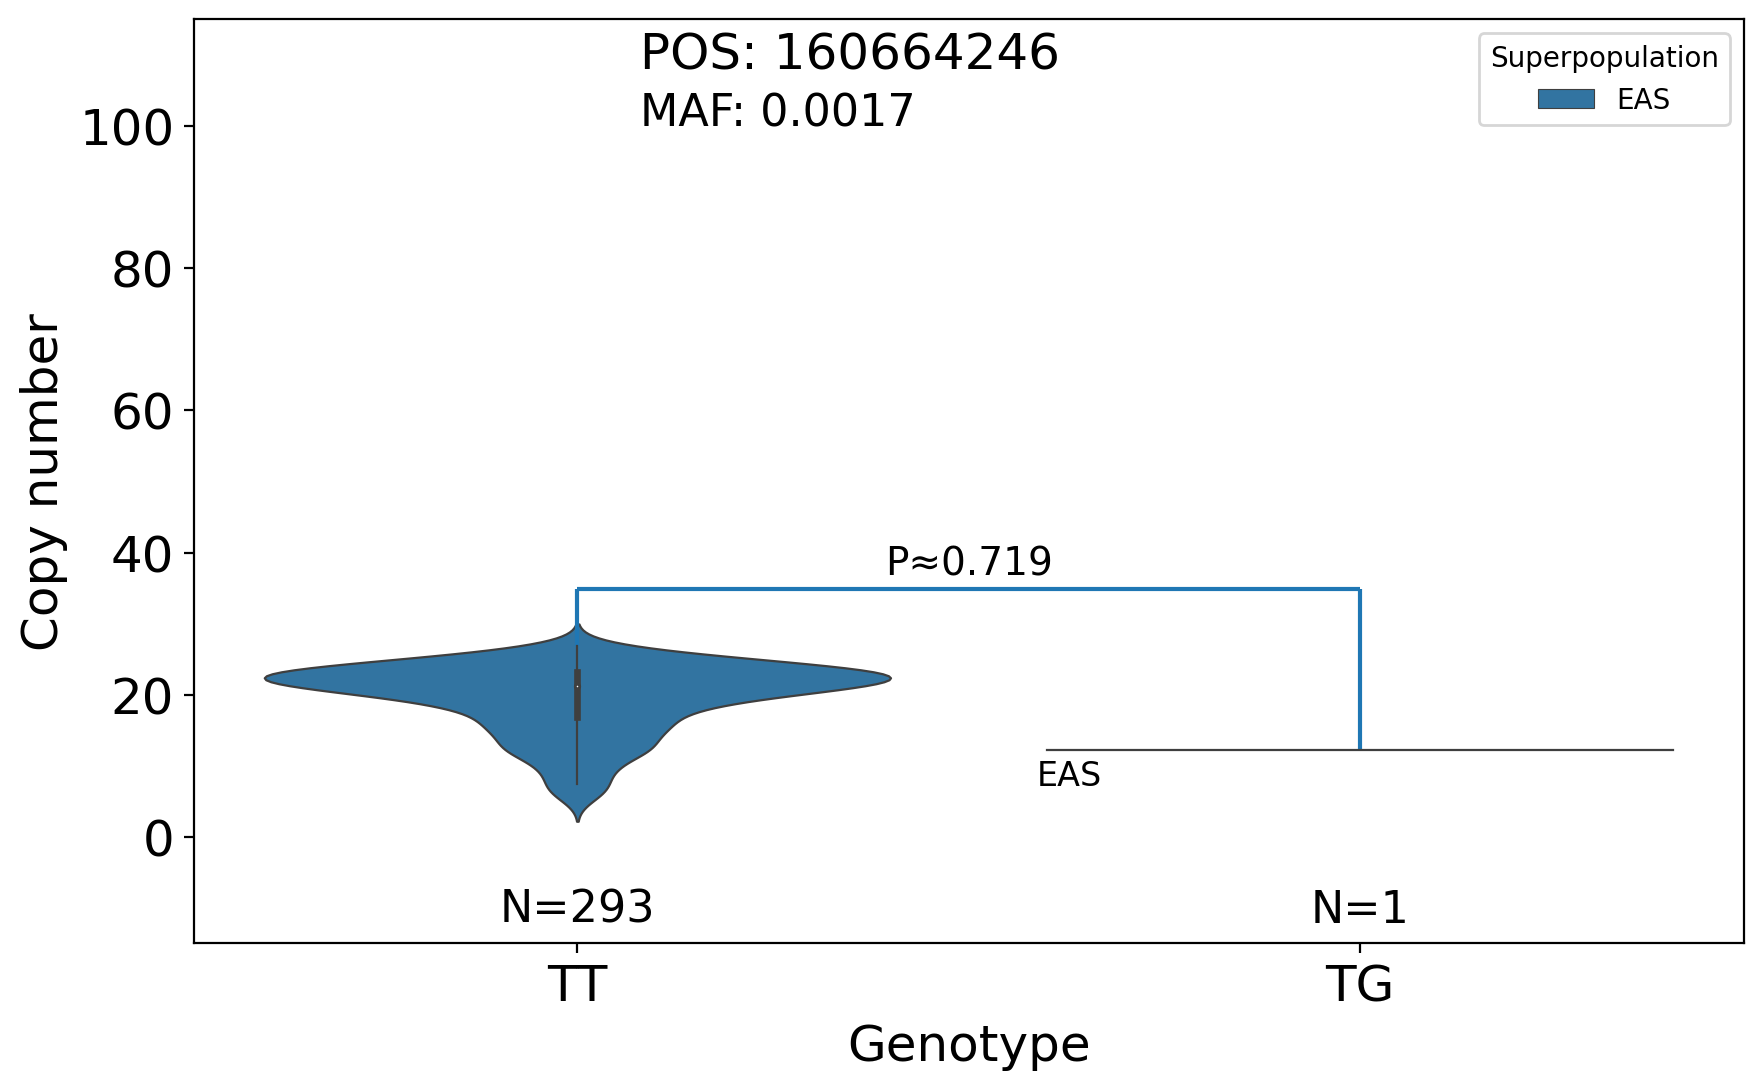 POS: 160664246
MAF: 0.0017
Superpopulation
EAS
Copy number
100
80
60
40
20
0
P≈0.719
EAS
N=293
N=1
TT
TG
Genotype